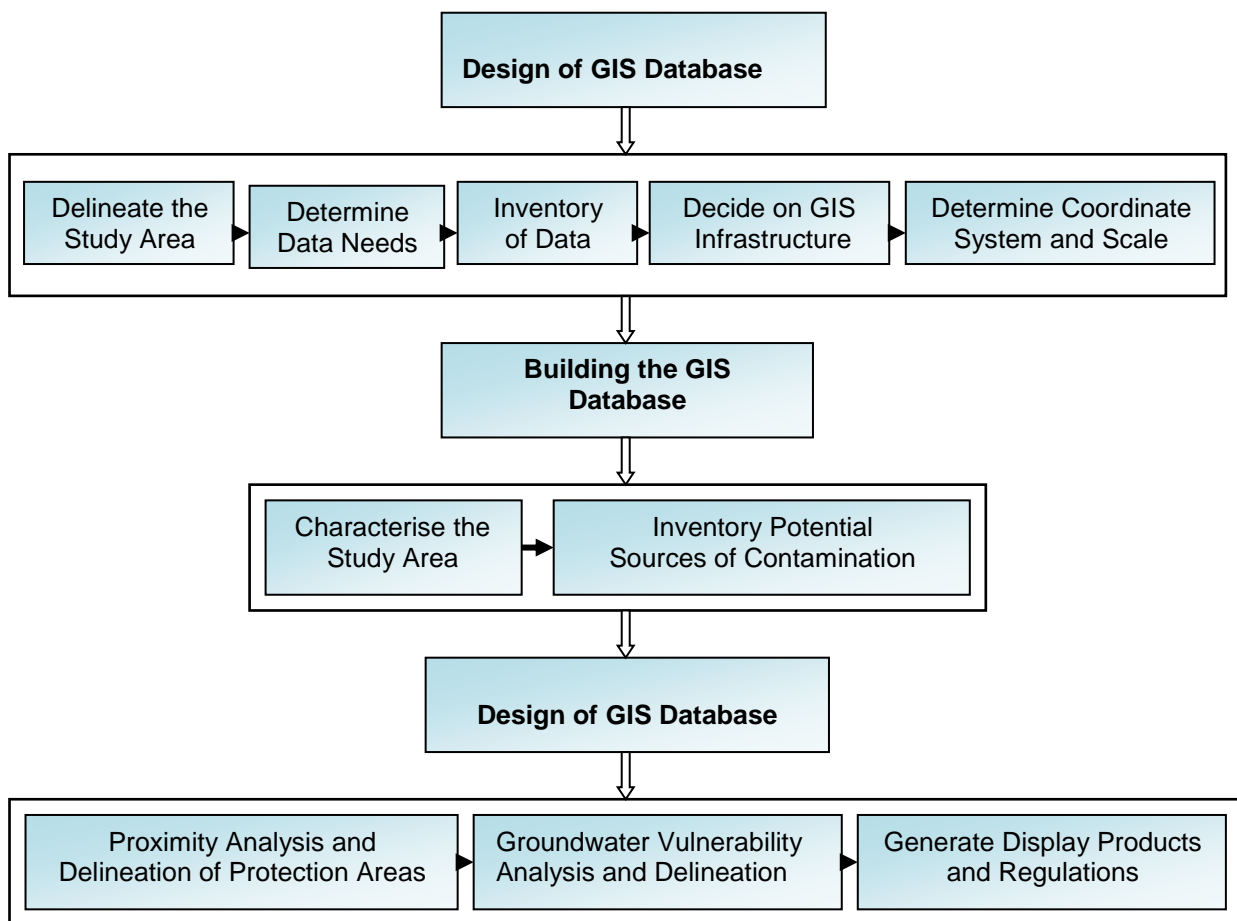 Design of GIS Database
Delineate the
Study Area
Determine
Data Needs
Inventory
of Data
Decide on GIS
Infrastructure
Determine Coordinate
System and Scale
Building the GIS
Database
Characterise the
Study Area
Inventory Potential
Sources of Contamination
Design of GIS Database
Proximity Analysis and
Delineation of Protection Areas
Groundwater Vulnerability
Analysis and Delineation
Generate Display Products
and Regulations